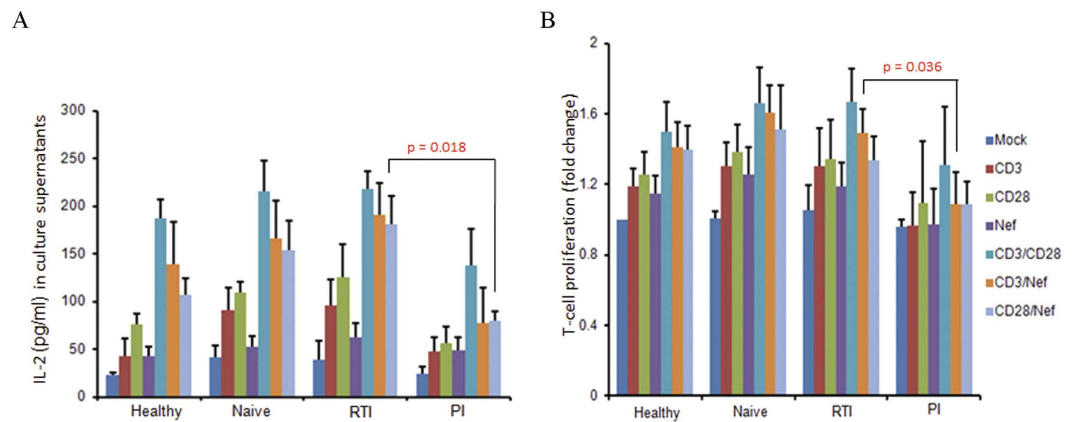 A
IL-2 (pg/ml) in culture supernatants
300
250
200
150
100
50
0
p = 0.018
Healthy
Naive
RTI
PI
B
T-cell proliferation (fold change)
2
1.6
1.2
0.8
0.4
0
p = 0.036
Healthy
Naive
RTI
PI
Mock
CD3
CD28
Nef
CD3/CD28
CD3/Nef
CD28/Nef